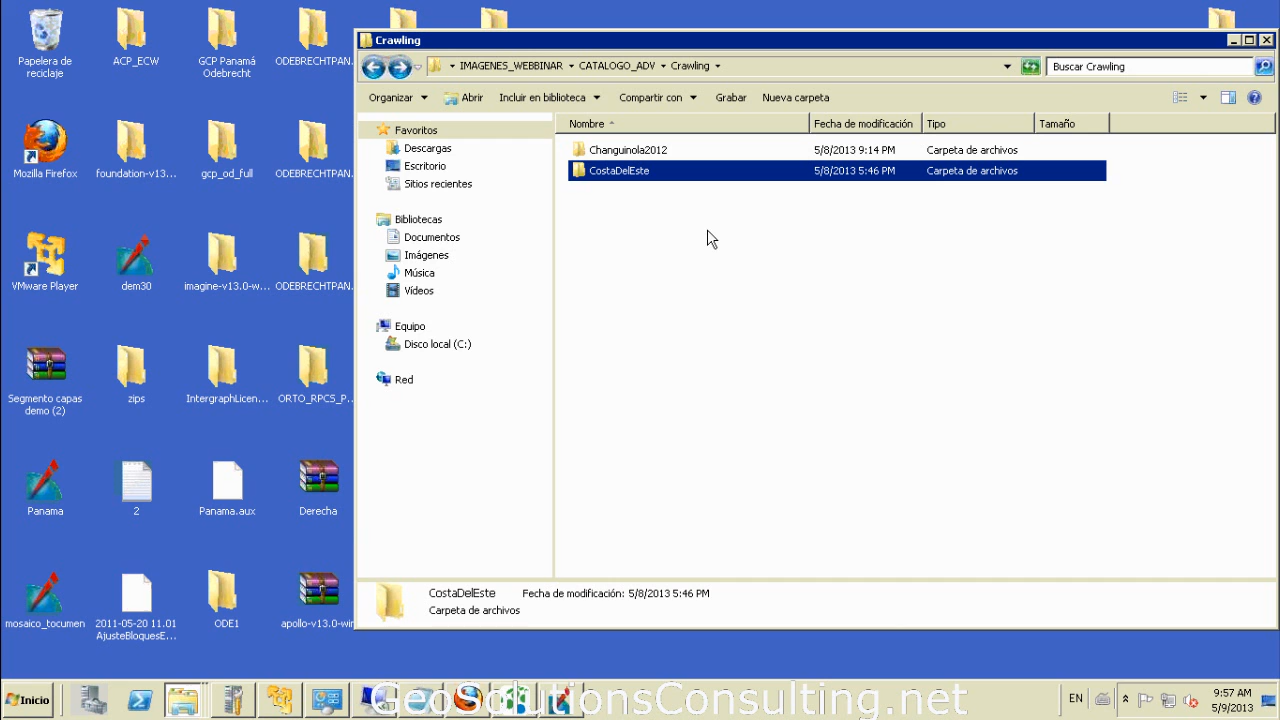 Papelera de
reciclaje
ACP_ECW
GCP Panamá
Odebrecht
ODEBRECHTPAN...
Mozilla Firefox
foundation-v13...
gcp_od_full
ODEBRECHTPAN...
VMware Player
dem30
imagine-v13.0-w...
ODEBRECHTPAN...
Segmento capas
demo (2)
zips
IntergraphLicen...
ORTO_RPCS_P...
Panama
2
Panama.aux
Derecha
mosaico_tocumen
2011-05-20 11.01
AjusteBloquesE...
ODE1
apollo-v13.0-win
Crawling
IMAGENES_WEBBINAR
CATALOGO_ADV
Crawling
Buscar Crawling
Organizar
Abrir
Incluir en biblioteca
Compartir con
Grabar
Nueva carpeta
Favoritos
Descargas
Escritorio
Sitios recientes
Bibliotecas
Documentos
Imágenes
Música
Vídeos
Equipo
Disco local (C:)
Red
Nombre
Fecha de modificación
Tipo
Tamaño
Changuinola2012
5/8/2013 9:14 PM
Carpeta de archivos
CostaDelEste
5/8/2013 5:46 PM
Carpeta de archivos
CostaDelEste
Fecha de modificación: 5/8/2013 5:46 PM
Carpeta de archivos
Inicio
GeoSolutionsConsulting.net
EN
9:57 AM
5/9/2013